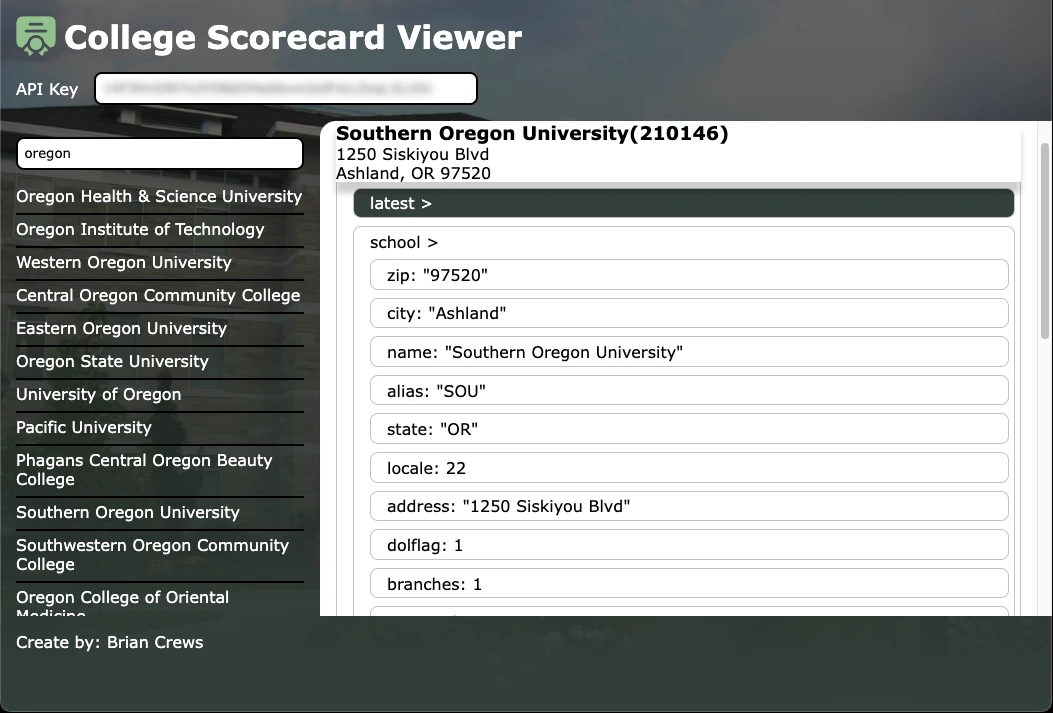 College Scorecard Viewer
API Key
oregon
Oregon Health & Science University
Oregon Institute of Technology
Western Oregon University
Central Oregon Community College
Eastern Oregon University
Oregon State University
University of Oregon
Pacific University
Phagans Central Oregon Beauty
College
Southern Oregon University
Southwestern Oregon Community
College
Oregon College of Oriental
Medicine
Southern Oregon University(210146)
1250 Siskiyou Blvd
Ashland, OR 97520
latest >
school >
zip: "97520"
city: "Ashland"
name: "Southern Oregon University"
alias: "SOU"
state: "OR"
locale: 22
address: "1250 Siskiyou Blvd"
dolflag: 1
branches: 1
Create by: Brian Crews